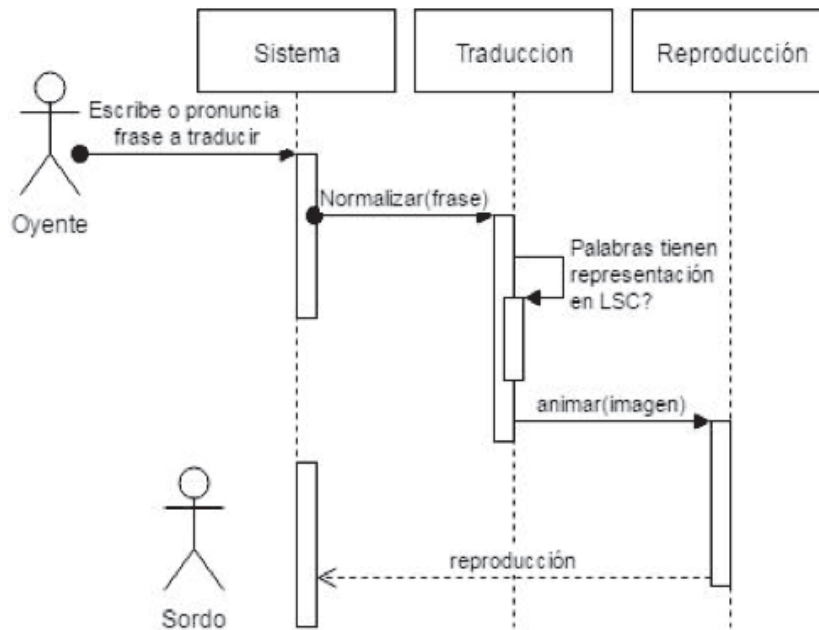 Sistema
Traduccion
Reproducción
Escribe o pronuncia
frase a traducir
Oyente
Normalizar(frase)
Palabras tienen
representación
en LSC?
animar(imagen)
reproducción
Sordo